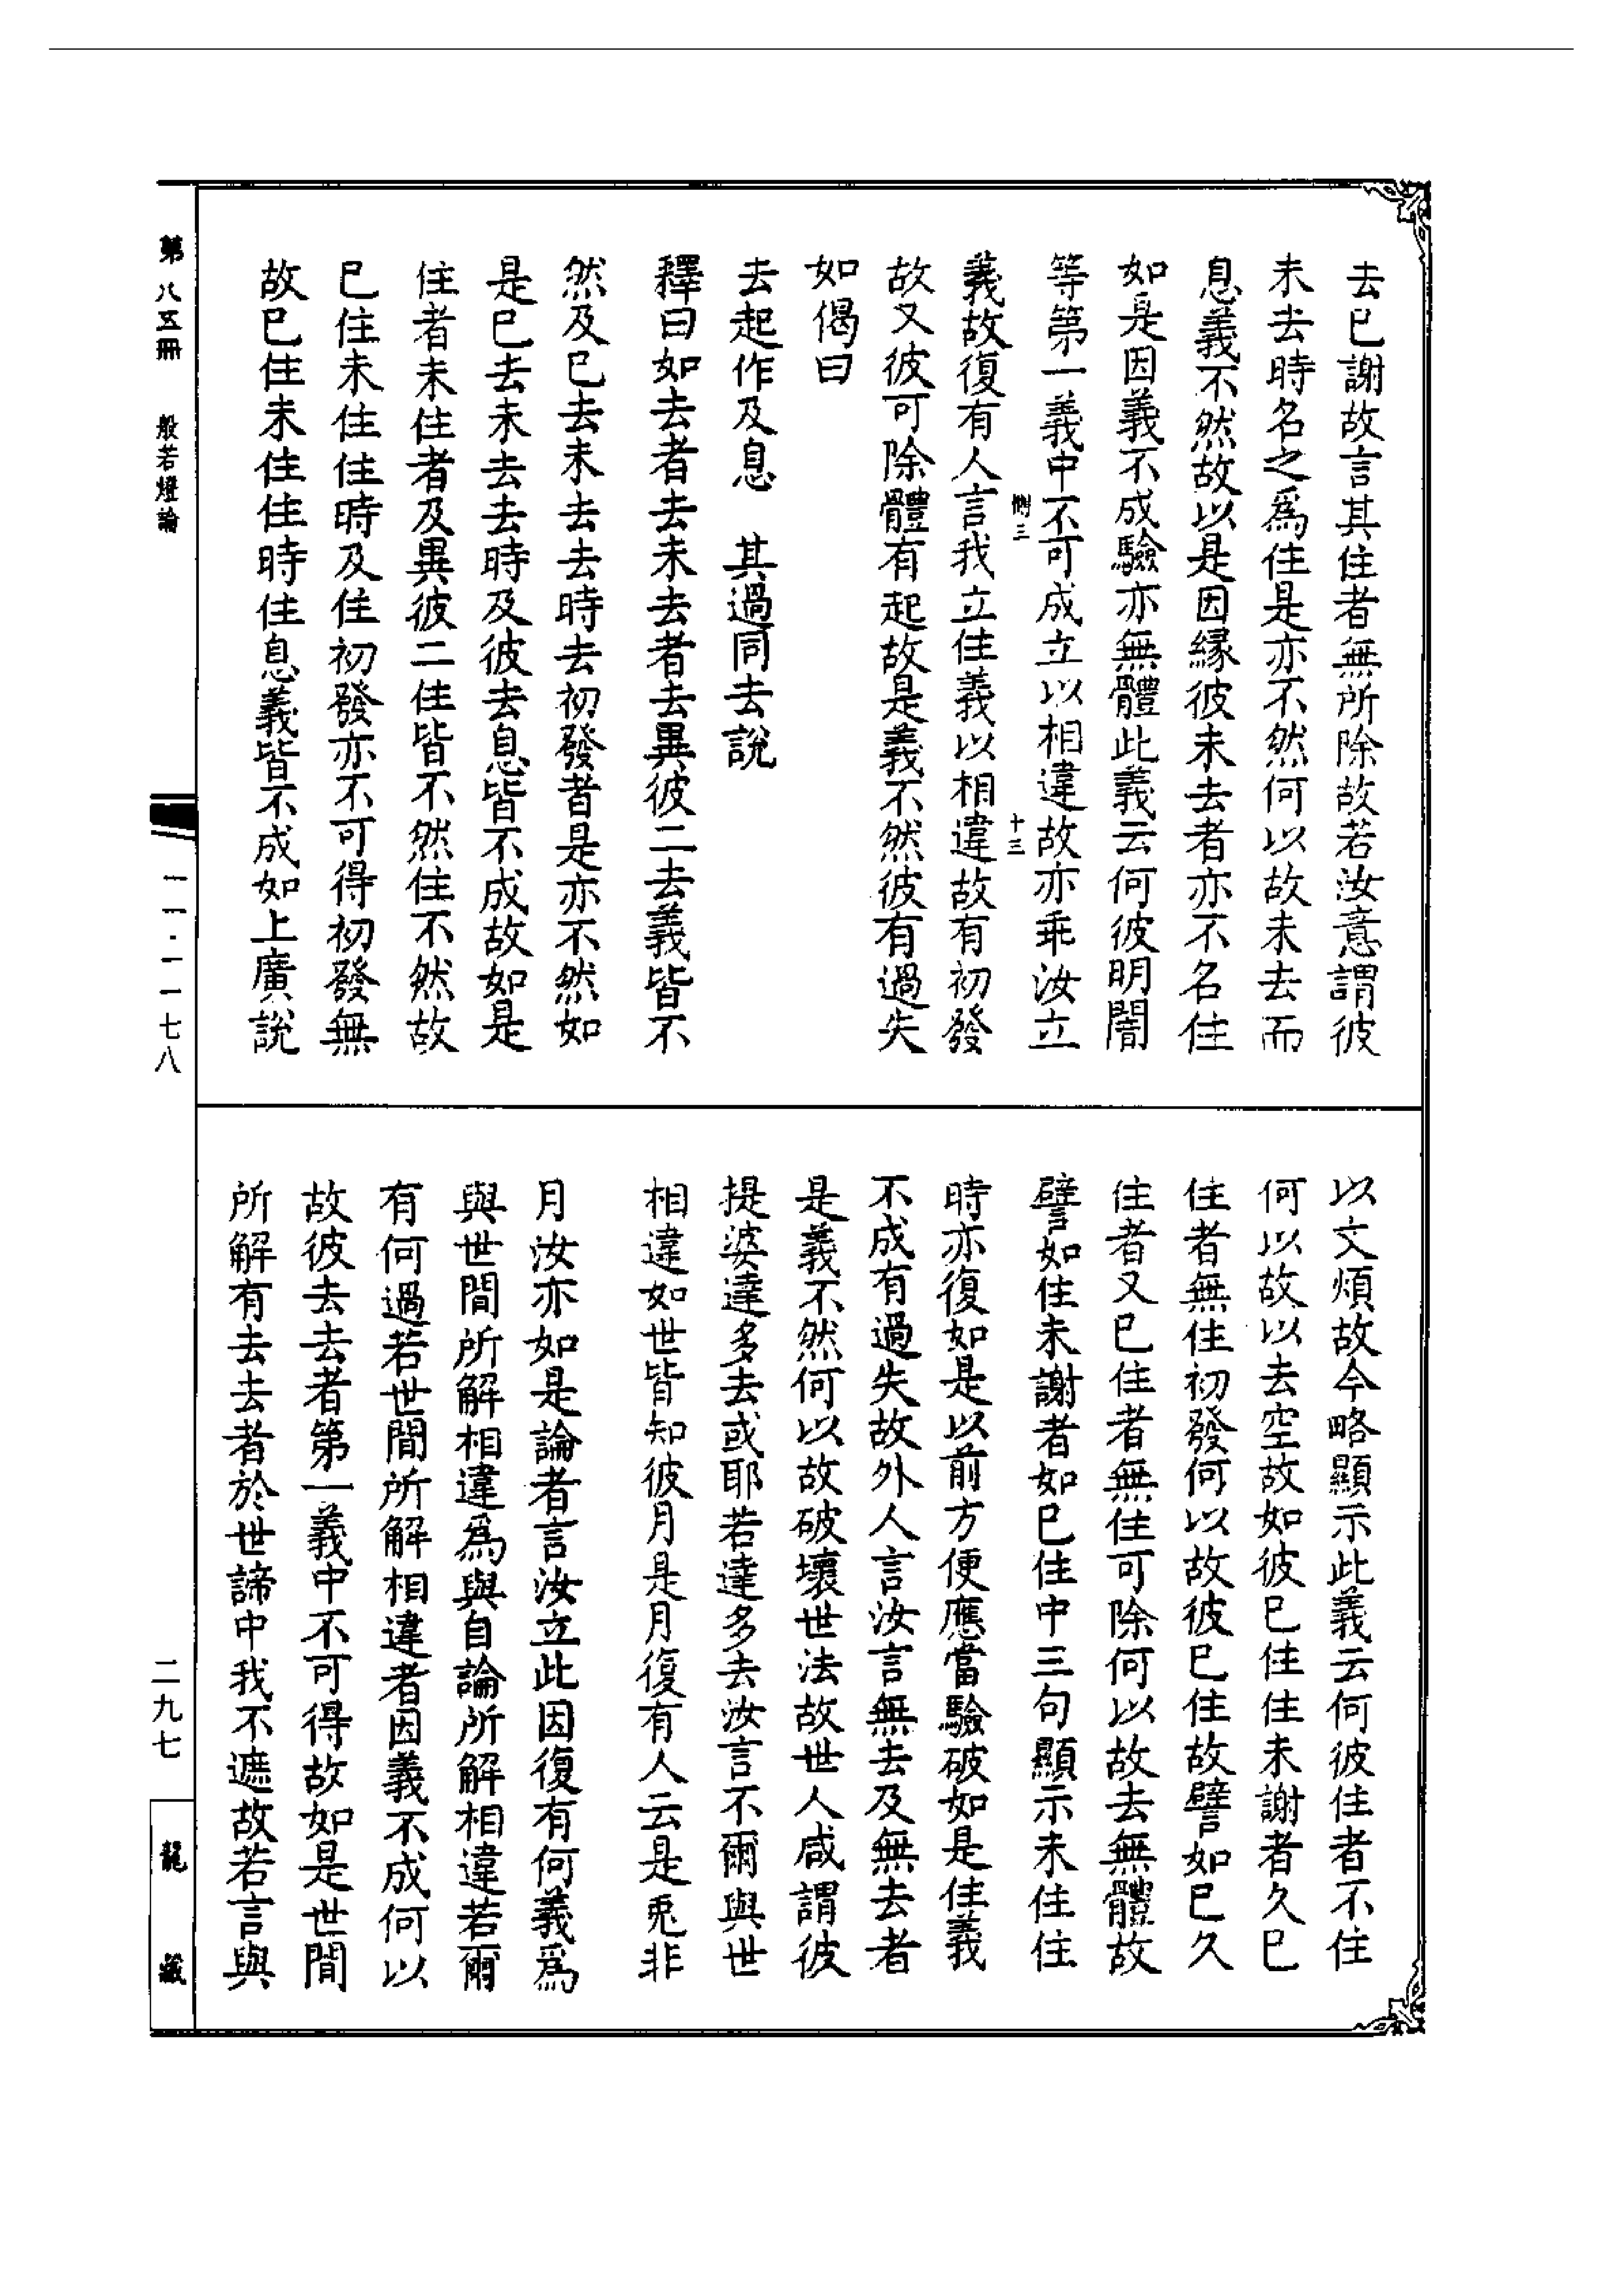 去已謝故言其住者無所除故若汝意謂彼
未去時名之為住是亦不然何以故未去而
息義不然故以是因緣彼未去者亦不名住
如是因義不成驗亦無體此義云何彼明闇
等第一義中不可成立以相違故亦乖汝立
側三
十三
義故復有人言我立住義以相違故有初發
故又彼可除體有起故是義不然彼有過失
如偈曰
去起作及息　其過同去說
釋曰如去者去未去者去異彼二去義皆不
然及已去未去去時去初發者是亦不然如
是已去未去去時及彼去息皆不成故如是
住者未住者及異彼二住皆不然住不然故
已住未住住時及住初發亦不可得初發無
故已住未住住時住息義皆不成如上廣說
以文煩故今略顯示此義云何彼住者不住
何以故以去空故如彼已住住未謝者久已
住者無住初發何以故彼已住故譬如已久
住者又已住者無住可除何以故去無體故
譬如住未謝者如已住中三句顯示未住住
時亦復如是以前方便應當驗破如是住義
不成有過失故外人言汝言無去及無去者
是義不然何以故破壞世法故世人咸謂彼
提婆達多去或耶若達多去汝言不爾與世
相違如世皆知彼月是月復有人云是兎非
月汝亦如是論者言汝立此因復有何義爲
與世間所解相違爲與自論所解相違若爾
有何過若世間所解相違者因義不成何以
故彼去去者第一義中不可得故如是世間
所解有去去者於世諦中我不遮故若言與
第八五冊　般若燈論
一一·一一七八
二九七
龍藏